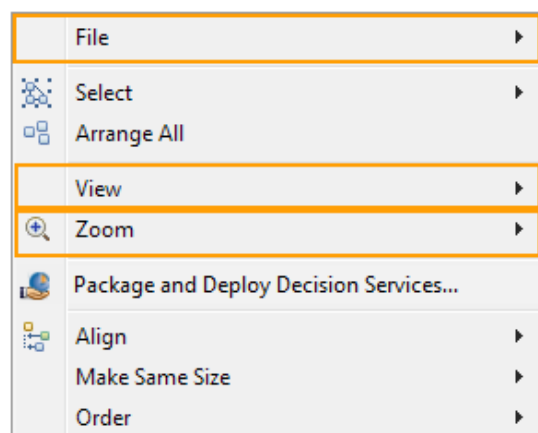 File
Select
Arrange All
View
Zoom
Package and Deploy Decision Services...
Align
Make Same Size
Order